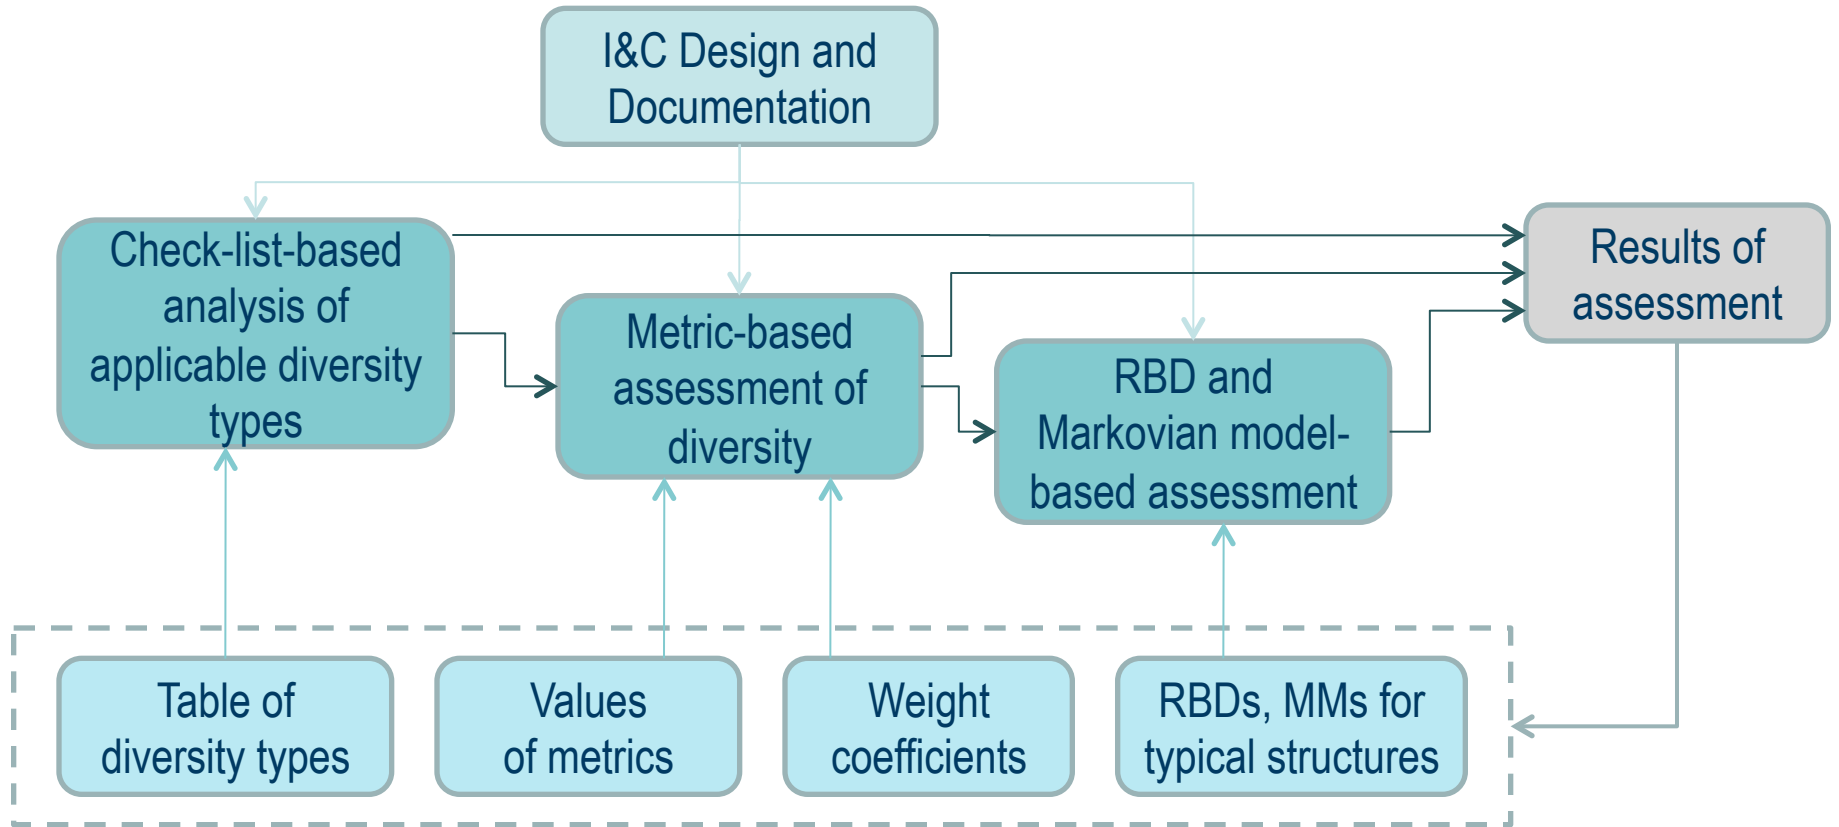 I&C Design and
Documentation
Check-list-based
analysis of
applicable diversity
types
Metric-based
assessment of
diversity
RBD and
Markovian model-
based assessment
Results of
assessment
Table of
diversity types
Values
of metrics
Weight
coefficients
RBDs, MMs for
typical structures